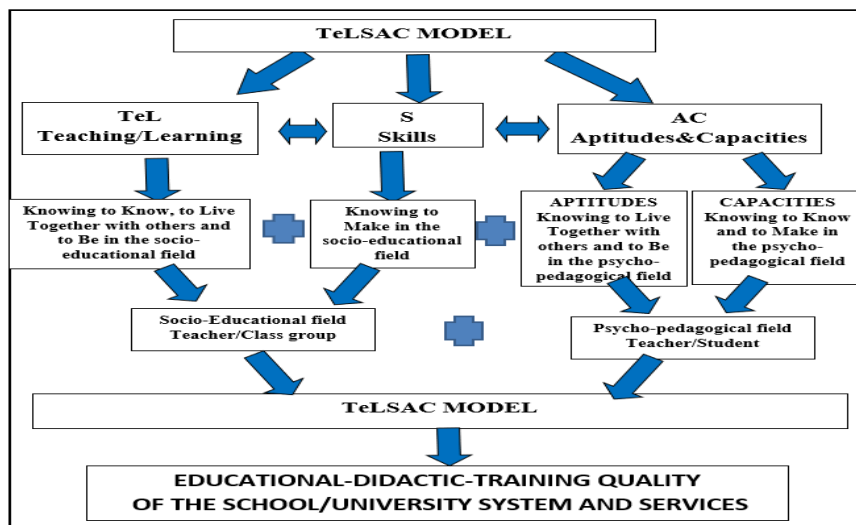 TeLSAC MODEL
TeL
Teaching/Learning
S
Skills
AC
Aptitudes&Capacities
Knowing to Know, to Live
Together with others and
to Be in the socio-
educational field
Knowing to
Make in the
socio-educational
field
APTITUDES
Knowing to Live
Together with
others and to Be
in the psycho-
pedagogical field
CAPACITIES
Knowing to Know
and to Make in
the psycho-
pedagogical field
Socio-Educational field
Teacher/Class group
Psycho-pedagogical field
Teacher/Student
TeLSAC MODEL
EDUCATIONAL-DIDACTIC-TRAINING QUALITY
OF THE SCHOOL/UNIVERSITY SYSTEM AND SERVICES